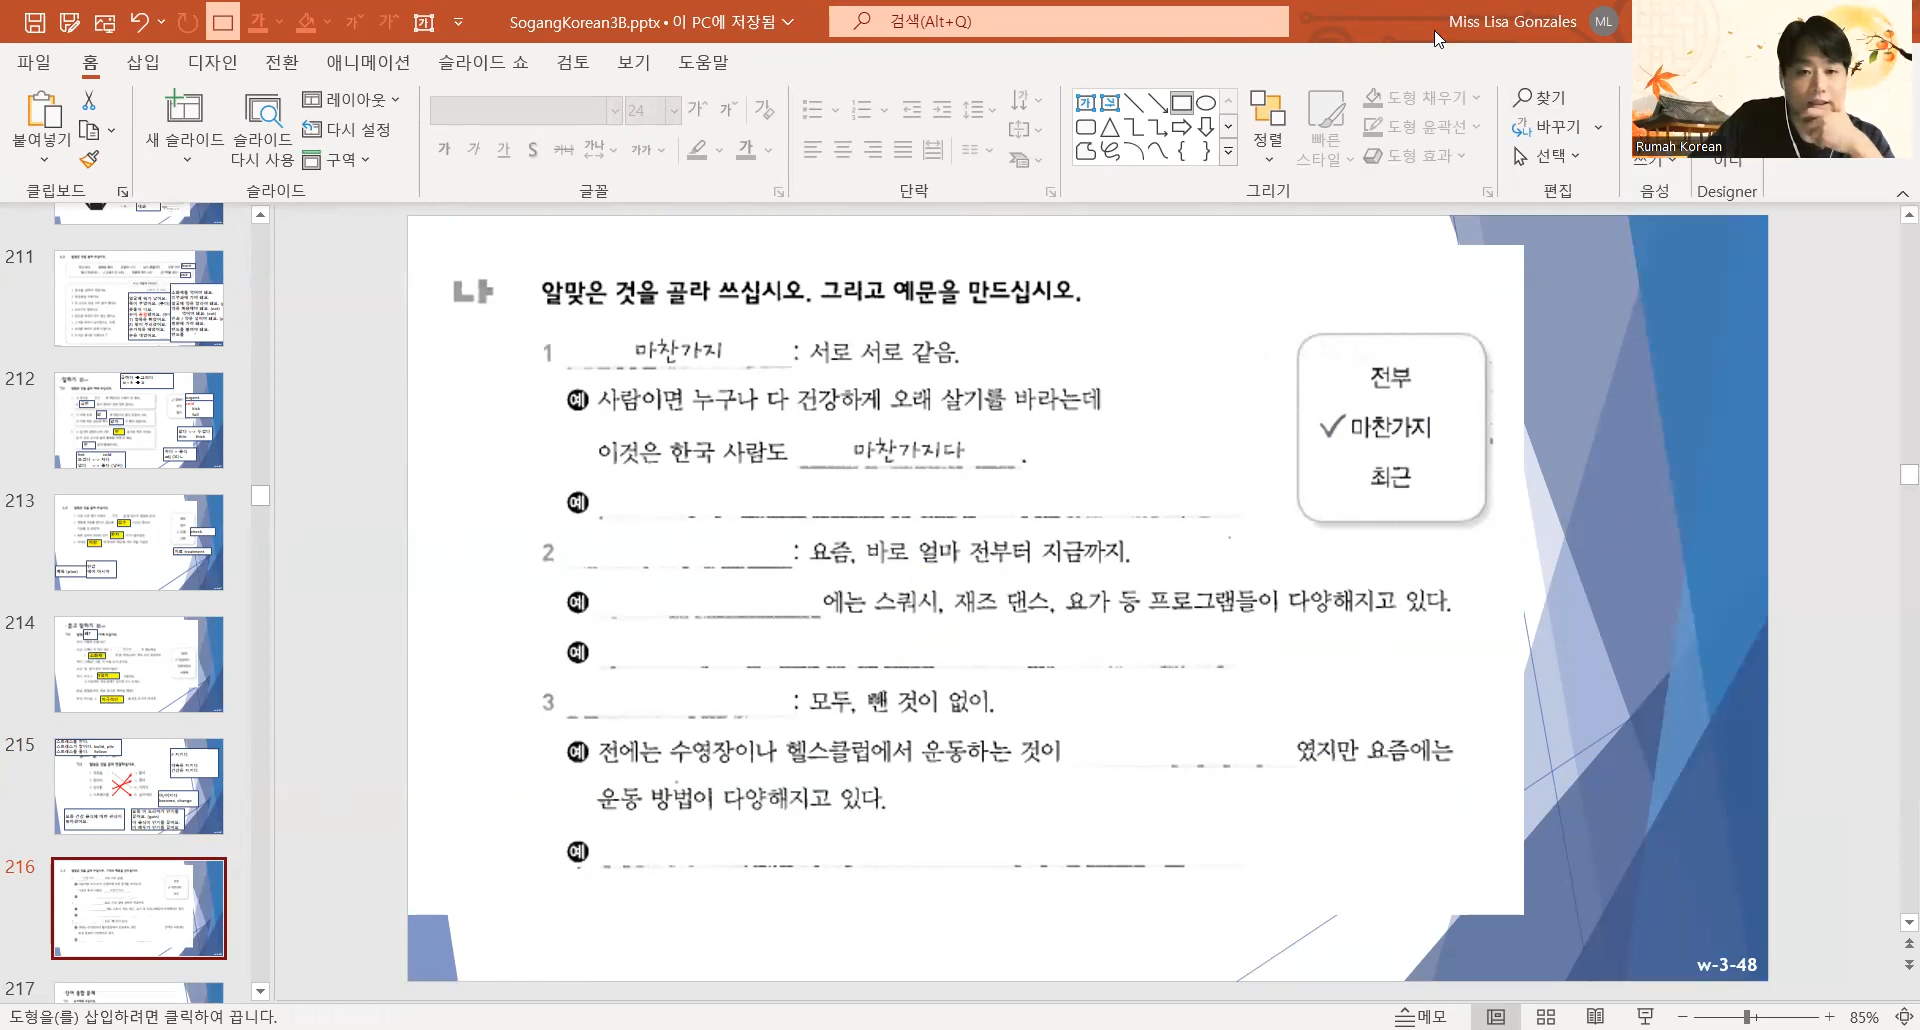 SogangKorean3B.pptx • 이 PC에 저장됨
검색(Alt+Q)
Miss Lisa Gonzales
ML
파일 홈 삽입 디자인 전환 애니메이션 슬라이드 쇼 검토 보기 도움말
붙여넣기
클립보드
새 슬라이드
슬라이드 다시 사용
레이아웃
다시 설정
구역
슬라이드
24
글꼴
단락
정렬
빠른 스타일
도형 채우기
도형 윤곽선
도형 효과
그리기
찾기
바꾸기
선택
편집
음성
Designer
Rumah Korean
211
212
213
214
215
216
217
나 알맞은 것을 골라 쓰십시오. 그리고 예문을 만드십시오.
1 마찬가지 : 서로 서로 같음.
예 사람이면 누구나 다 건강하게 오래 살기를 바라는데
이것은 한국 사람도 마찬가지다 .
예
2 : 요즘, 바로 얼마 전부터 지금까지.
예 에는 스쿼시, 재즈 댄스, 요가 등 프로그램들이 다양해지고 있다.
예
3 : 모두, 뺀 것이 없이.
예 전에는 수영장이나 헬스클럽에서 운동하는 것이 였지만 요즘에는
운동 방법이 다양해지고 있다.
예
전부
✓ 마찬가지
최근
w-3-48
도형을(를) 삽입하려면 클릭하여 끕니다.
메모
85%